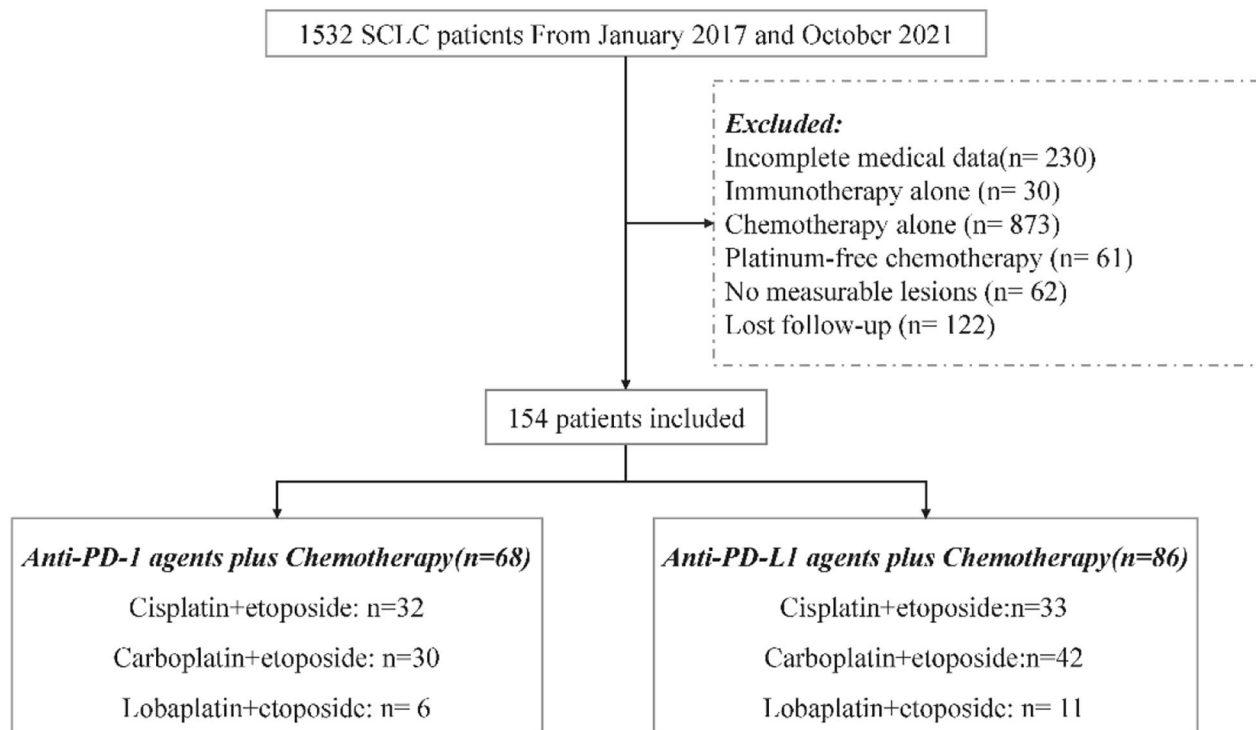 1532 SCLC patients From January 2017 and October 2021
Excluded:
Incomplete medical data(n= 230)
Immunotherapy alone (n= 30)
Chemotherapy alone (n= 873)
Platinum-free chemotherapy (n= 61)
No measurable lesions (n= 62)
Lost follow-up (n= 122)
154 patients included
Anti-PD-1 agents plus Chemotherapy(n=68)
Cisplatin+etoposide: n=32
Carboplatin+etoposide: n=30
Lobaplatin+etoposide: n= 6
Anti-PD-L1 agents plus Chemotherapy(n=86)
Cisplatin+etoposide:n=33
Carboplatin+etoposide:n=42
Lobaplatin+etoposide: n= 11